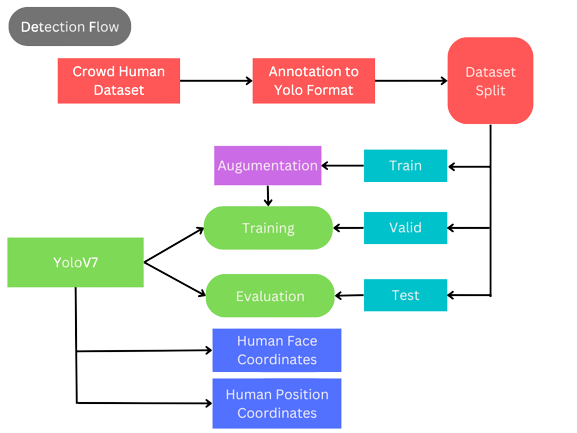 Detection Flow
Crowd Human
Dataset
Annotation to
Yolo Format
Dataset
Split
Augumentation
Train
Training
Valid
YoloV7
Evaluation
Test
Human Face
Coordinates
Human Position
Coordinates